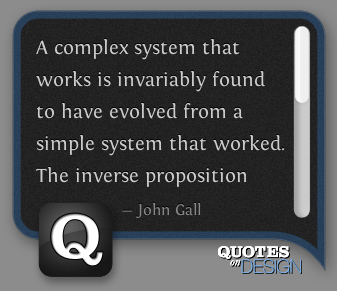 A complex system that
works is invariably found
to have evolved from a
simple system that worked.
The inverse proposition
— John Gall
Q
QUOTES
on DESIGN